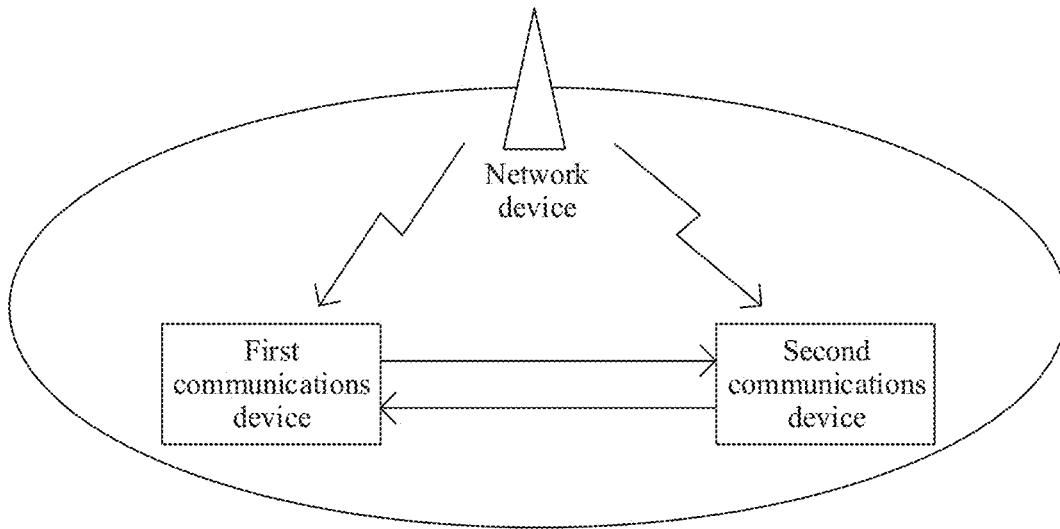 Network
device
First
communications
device
Second
communications
device